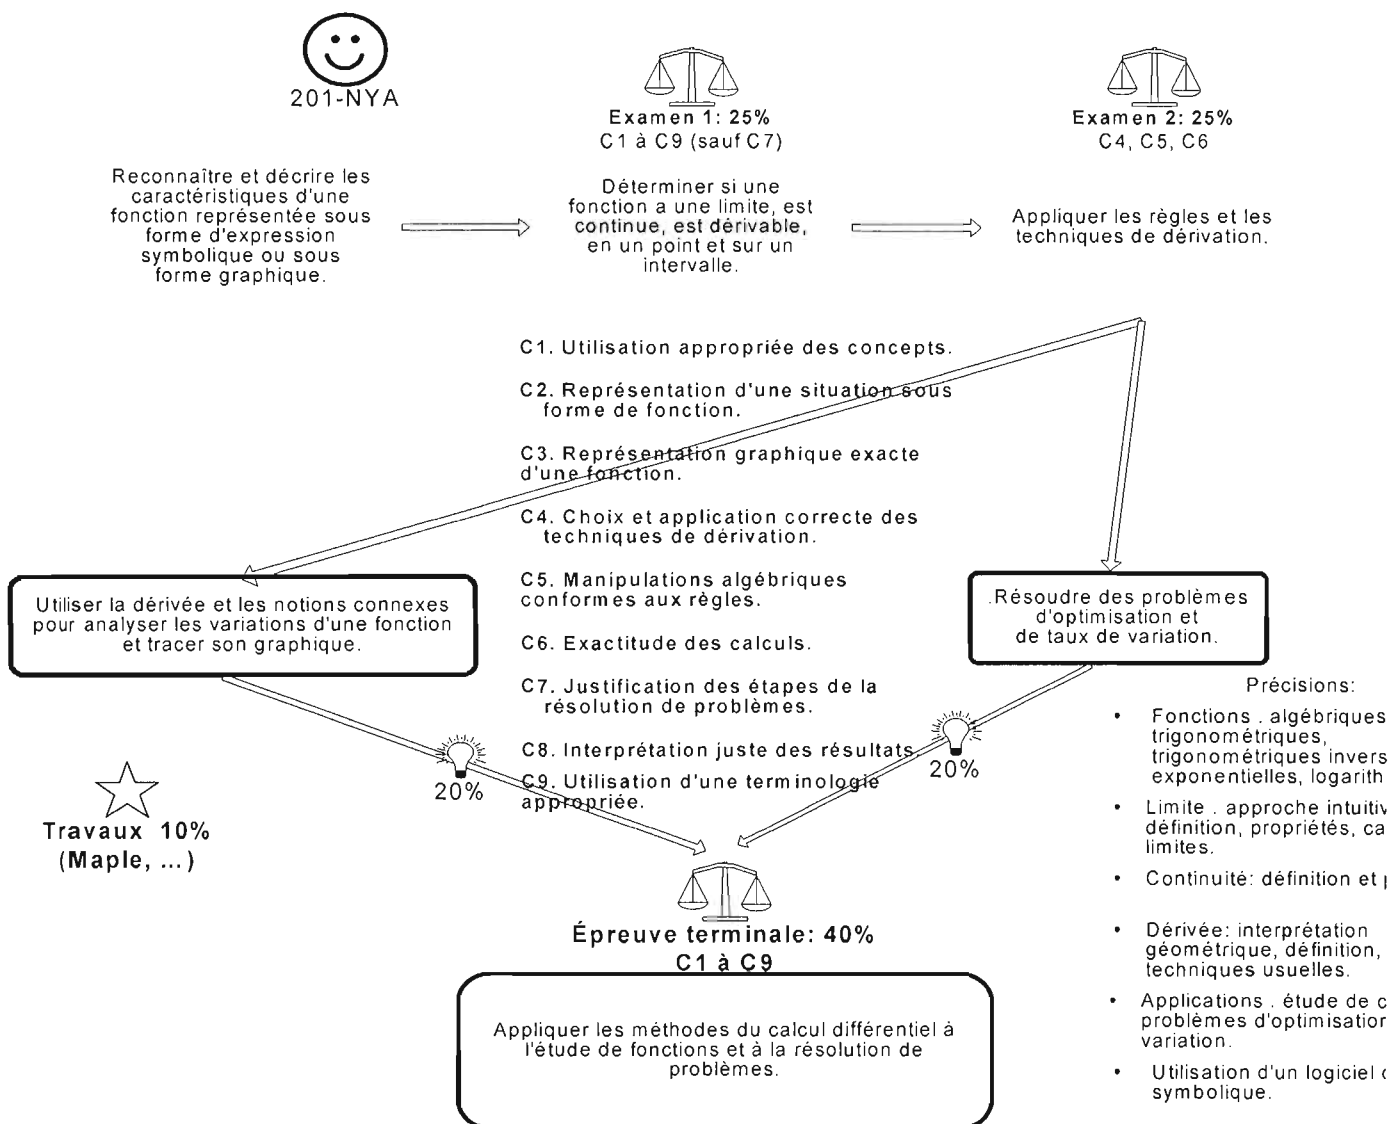 201-NYA
Examen 1: 25%
C1 à C9 (sauf C7)
Examen 2: 25%
C4, C5, C6
Reconnaître et décrire les
caractéristiques d'une
fonction représentée sous
forme d'expression
symbolique ou sous
forme graphique.
Déterminer si une
fonction a une limite, est
continue, est dérivable,
en un point et sur un
intervalle.
Appliquer les règles et les
techniques de dérivation.
C1. Utilisation appropriée des concepts.
C2. Représentation d'une situation sous
forme de fonction.
C3. Représentation graphique exacte
d'une fonction.
C4. Choix et application correcte des
techniques de dérivation.
C5. Manipulations algébriques
conformes aux règles.
C6. Exactitude des calculs.
C7. Justification des étapes de la
résolution de problèmes.
C8. Interprétation juste des résultats.
C9. Utilisation d'une terminologie
appropriée.
Utiliser la dérivée et les notions connexes
pour analyser les variations d'une fonction
et tracer son graphique.
.Résoudre des problèmes
d'optimisation et
de taux de variation.
20%
20%
Travaux 10%
(Maple, ...)
Épreuve terminale: 40%
C1 à C9
Appliquer les méthodes du calcul différentiel à
l'étude de fonctions et à la résolution de
problèmes.
Précisions:
• Fonctions . algébriques
trigonométriques,
trigonométriques
exponentielles,
• Limite . approche
définition, propriétés,
limites.
• Continuité: définition et
• Dérivée: interprétation
géométrique, définition,
techniques usuelles.
• Applications . étude de
problèmes
variation.
• Utilisation d'un logiciel
symbolique.